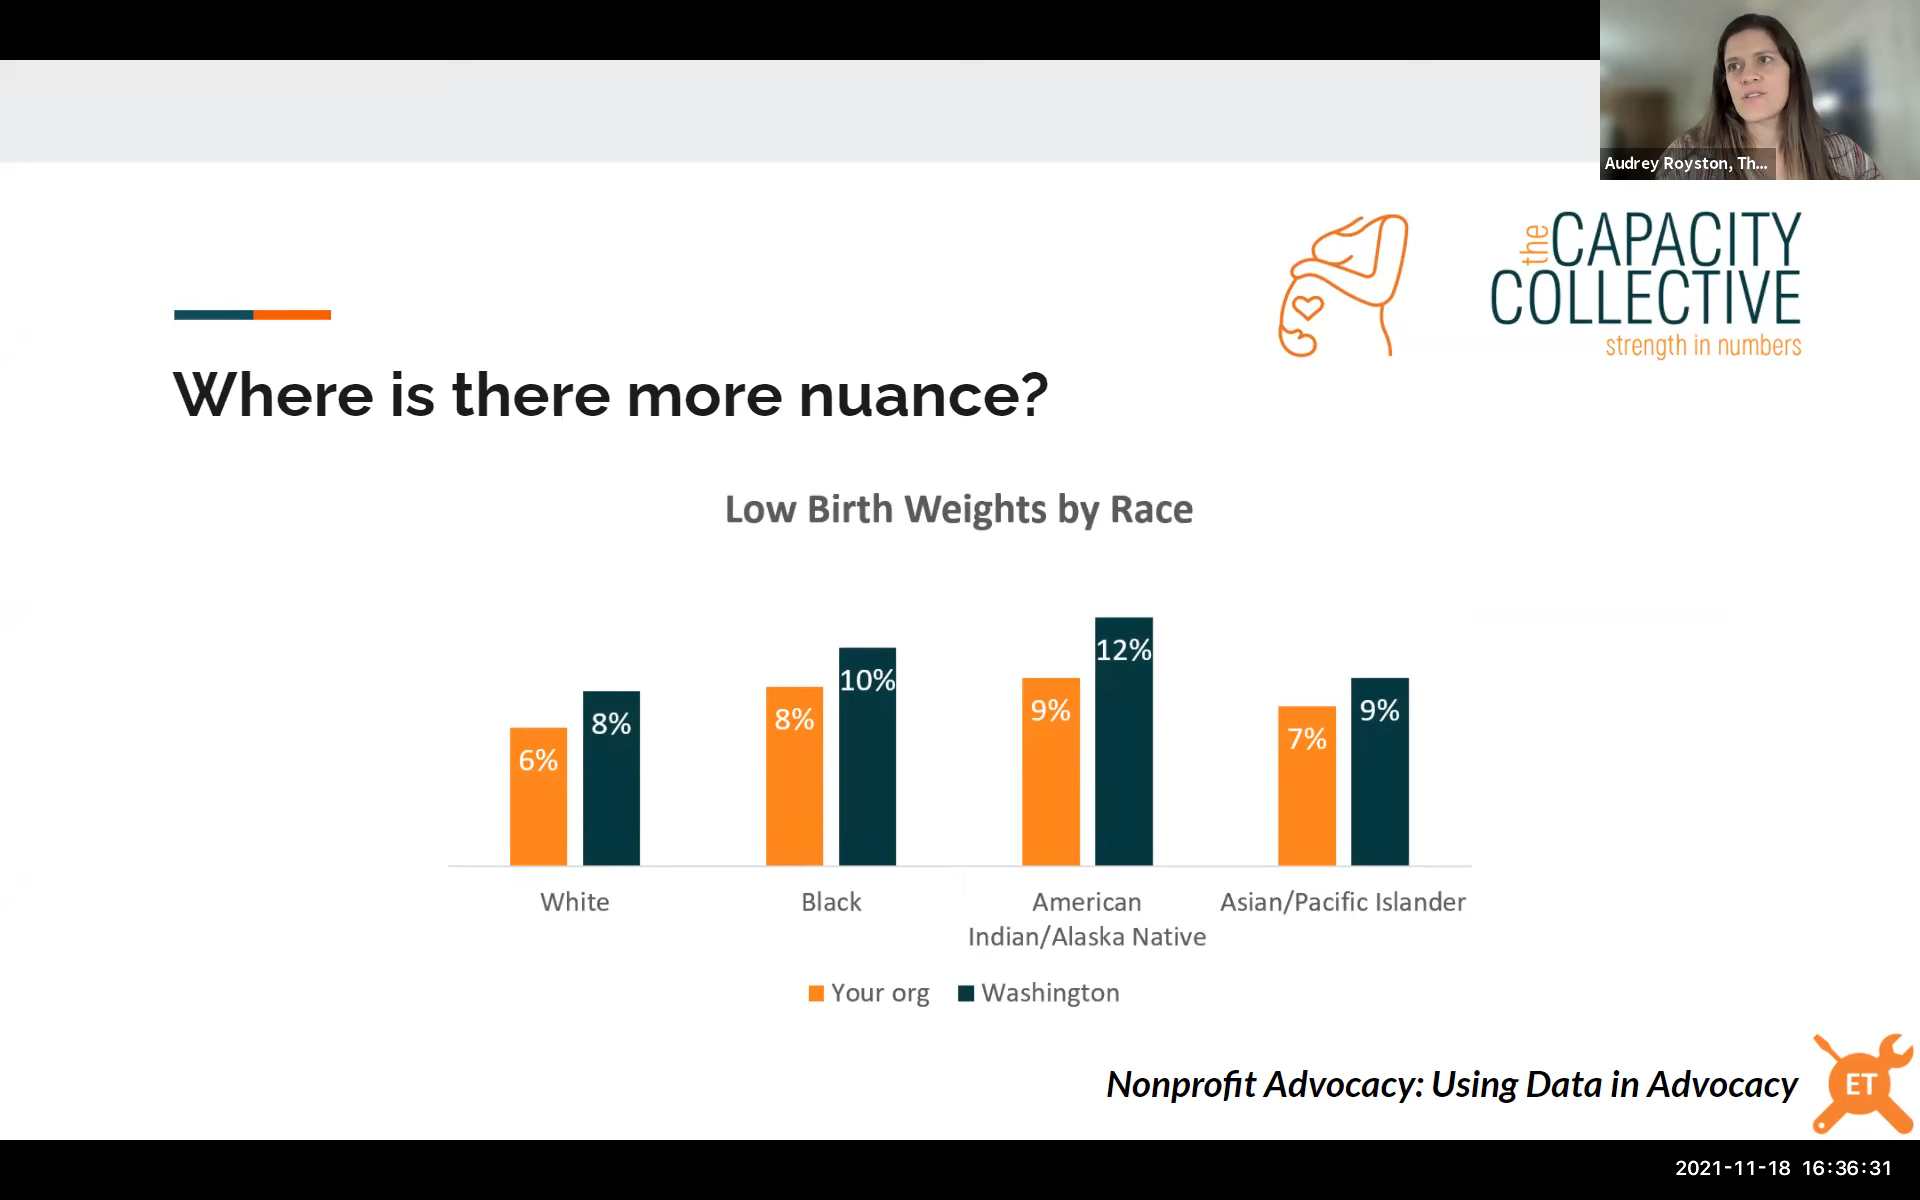 Audrey Royston, Th...
the CAPACITY
COLLECTIVE
strength in numbers
Where is there more nuance?
Low Birth Weights by Race
6%
8%
8%
10%
9%
12%
7%
9%
White
Black
American
Indian/Alaska Native
Asian/Pacific Islander
Your org
Washington
Nonprofit Advocacy: Using Data in Advocacy
ET
2021-11-18 16:36:31